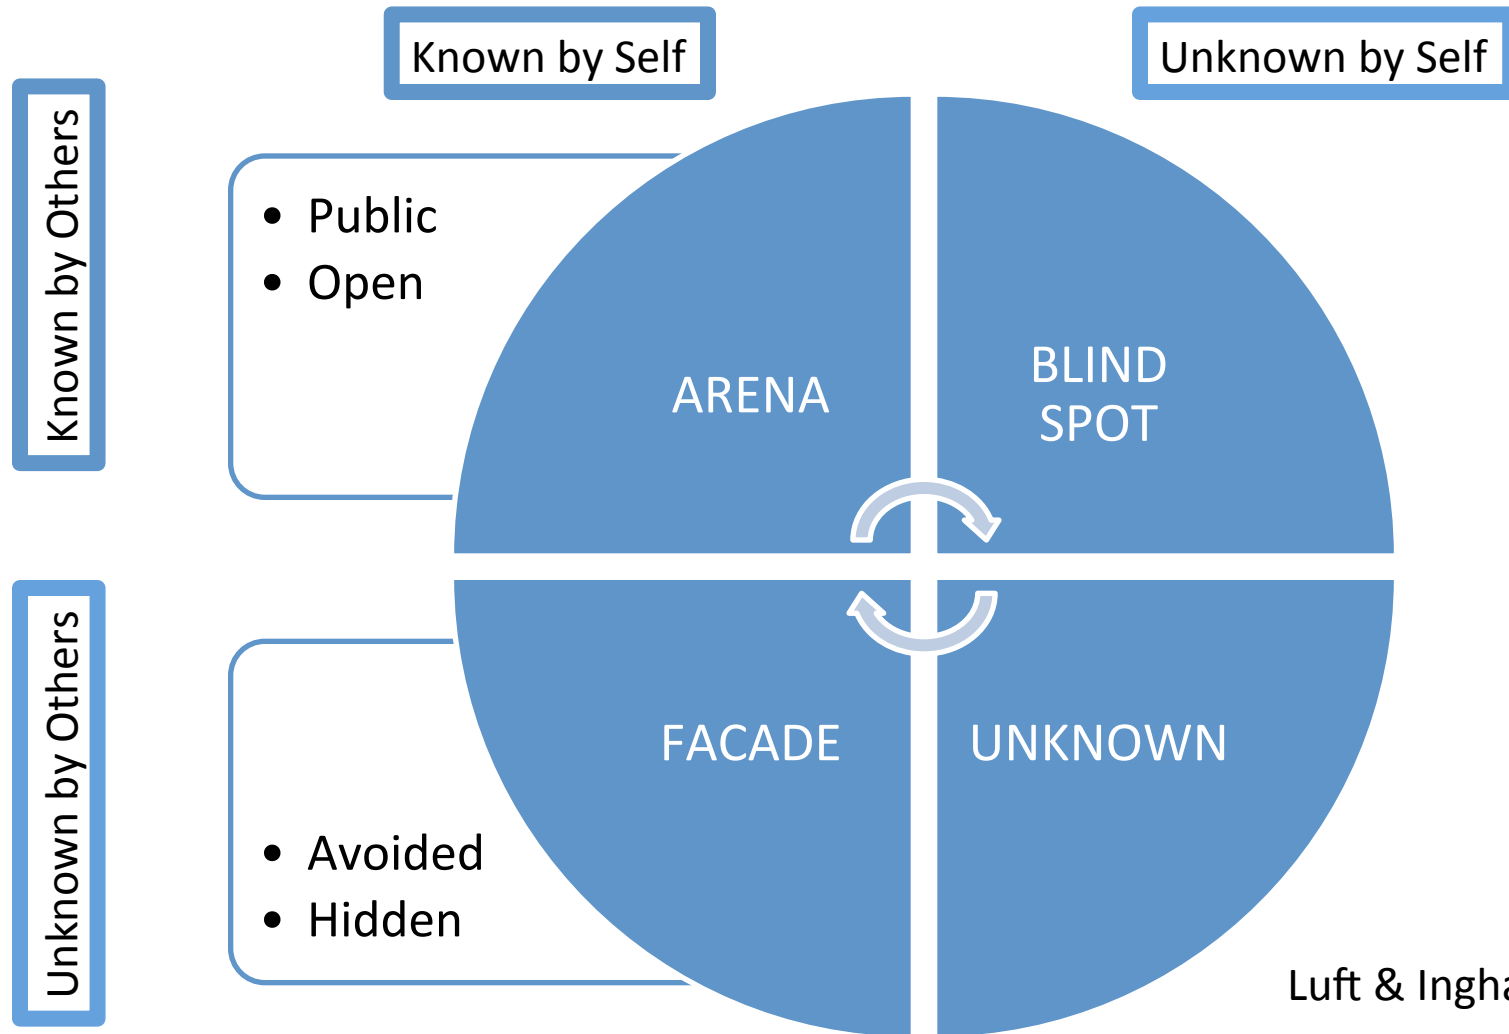 Known by Self
Unknown by Self
Known by Others
• Public
• Open
ARENA
BLIND
SPOT
Unknown by Others
FACADE
UNKNOWN
• Avoided
• Hidden
Luft &